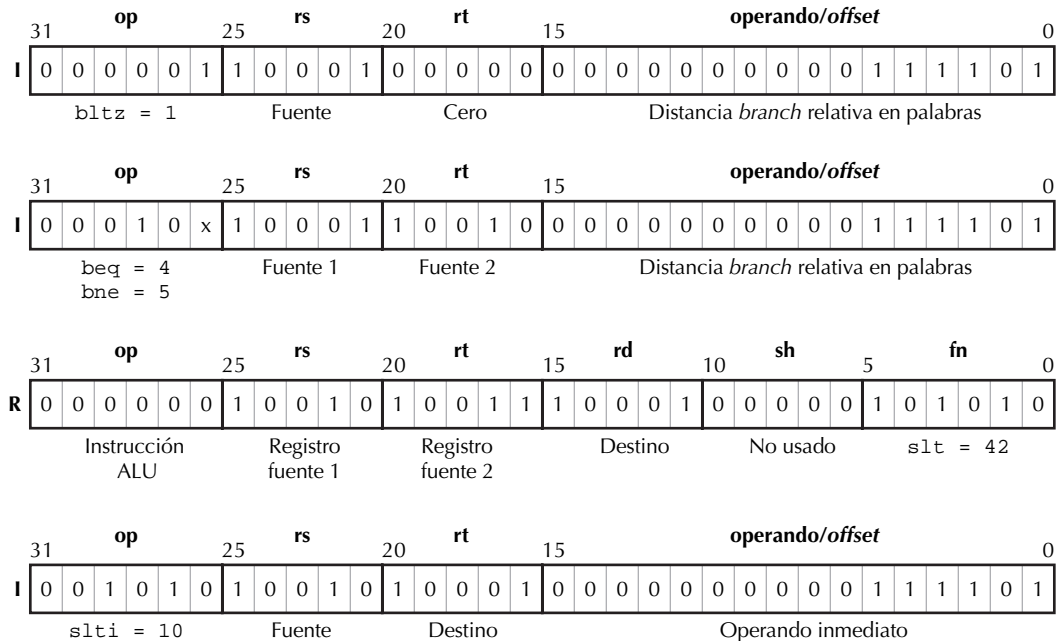 op rs rt operando/offset
31 25 20 15 0
I 0 0 0 0 0 1 1 0 0 0 1 0 0 0 0 0 0 0 0 0 0 0 0 0 0 0 1 1 1 1 0 1
bltz = 1 Fuente Cero Distancia branch relativa en palabras
op rs rt operando/offset
31 25 20 15 0
I 0 0 0 1 0 x 1 0 0 0 1 1 0 0 1 0 0 0 0 0 0 0 0 0 0 0 1 1 1 1 0 1
beq = 4 Fuente 1 Fuente 2 Distancia branch relativa en palabras
bne = 5
op rs rt rd sh fn
31 25 20 15 10 5 0
R 0 0 0 0 0 0 1 0 0 1 0 1 0 0 1 1 1 0 0 0 1 0 0 0 0 0 1 0 1 0 1 0
Instrucción Registro Registro Destino No usado slt = 42
ALU fuente 1 fuente 2
op rs rt operando/offset
31 25 20 15 0
I 0 0 1 0 1 0 1 0 0 1 0 1 0 0 0 1 0 0 0 0 0 0 0 0 0 0 1 1 1 1 0 1
slti = 10 Fuente Destino Operando inmediato